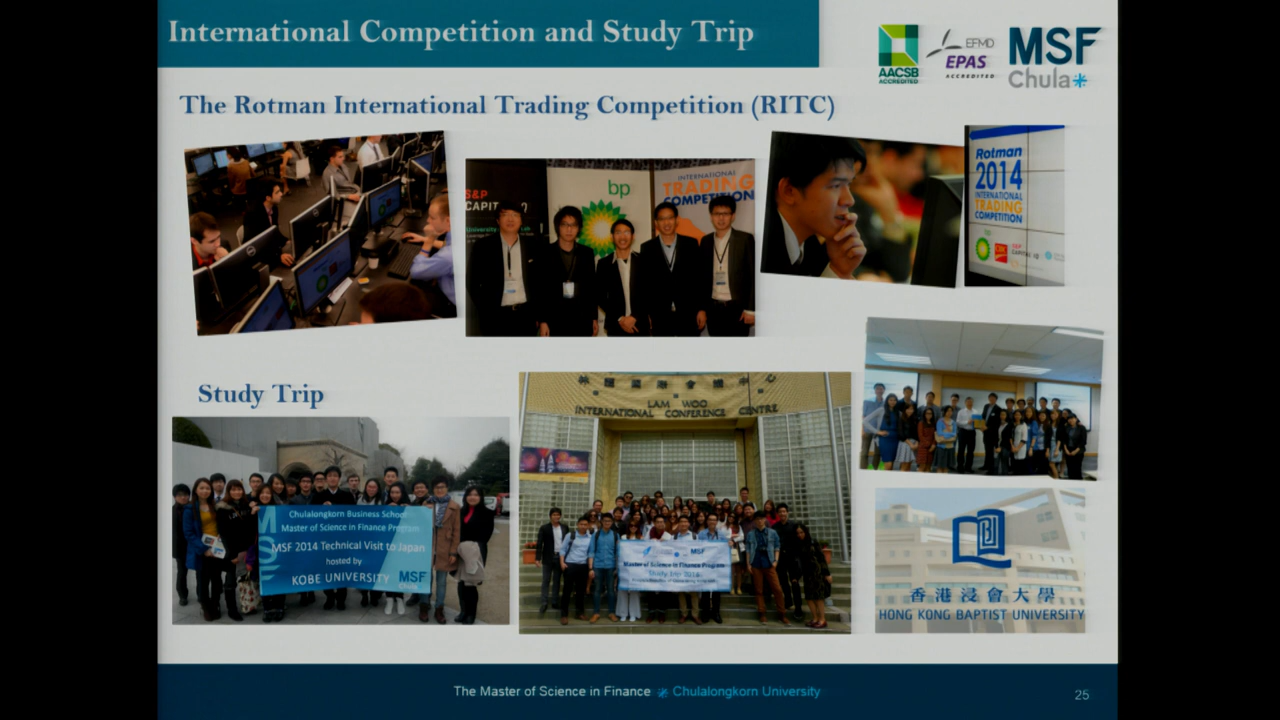 International Competition and Study Trip
AACSB
ACCREDITED
EFMD
EPAS
ACCREDITED
MSF
Chula
The Rotman International Trading Competition (RITC)
S&P
CAPITAL IQ
bp
INTERNATIONAL
TRADING
COMPETITION
Rotman
2014
INTERNATIONAL
TRADING
COMPETITION
bp
Study Trip
Chulalongkorn Business School
Master of Science in Finance Program
MSF 2014 Technical Visit to Japan
hosted by
KOBE UNIVERSITY
MSF
LAM WOO
INTERNATIONAL CONFERENCE CENTRE
MSF
Master of Science in Finance Program
香港浸會大學
HONG KONG BAPTIST UNIVERSITY
The Master of Science in Finance Chulalongkorn University
25